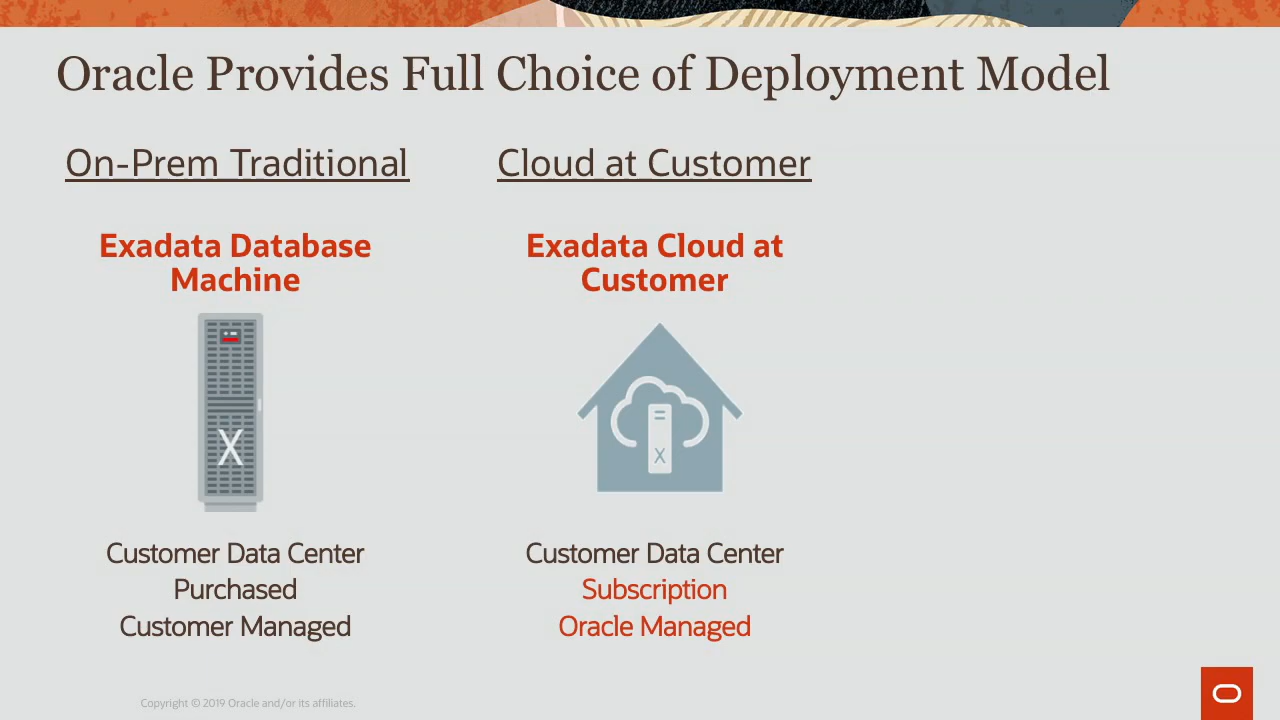 Oracle Provides Full Choice of Deployment Model
On-Prem Traditional
Exadata Database
Machine
X
Customer Data Center
Purchased
Customer Managed
Cloud at Customer
Exadata Cloud at
Customer
X
Customer Data Center
Subscription
Oracle Managed
Copyright © 2019 Oracle and/or its affiliates.